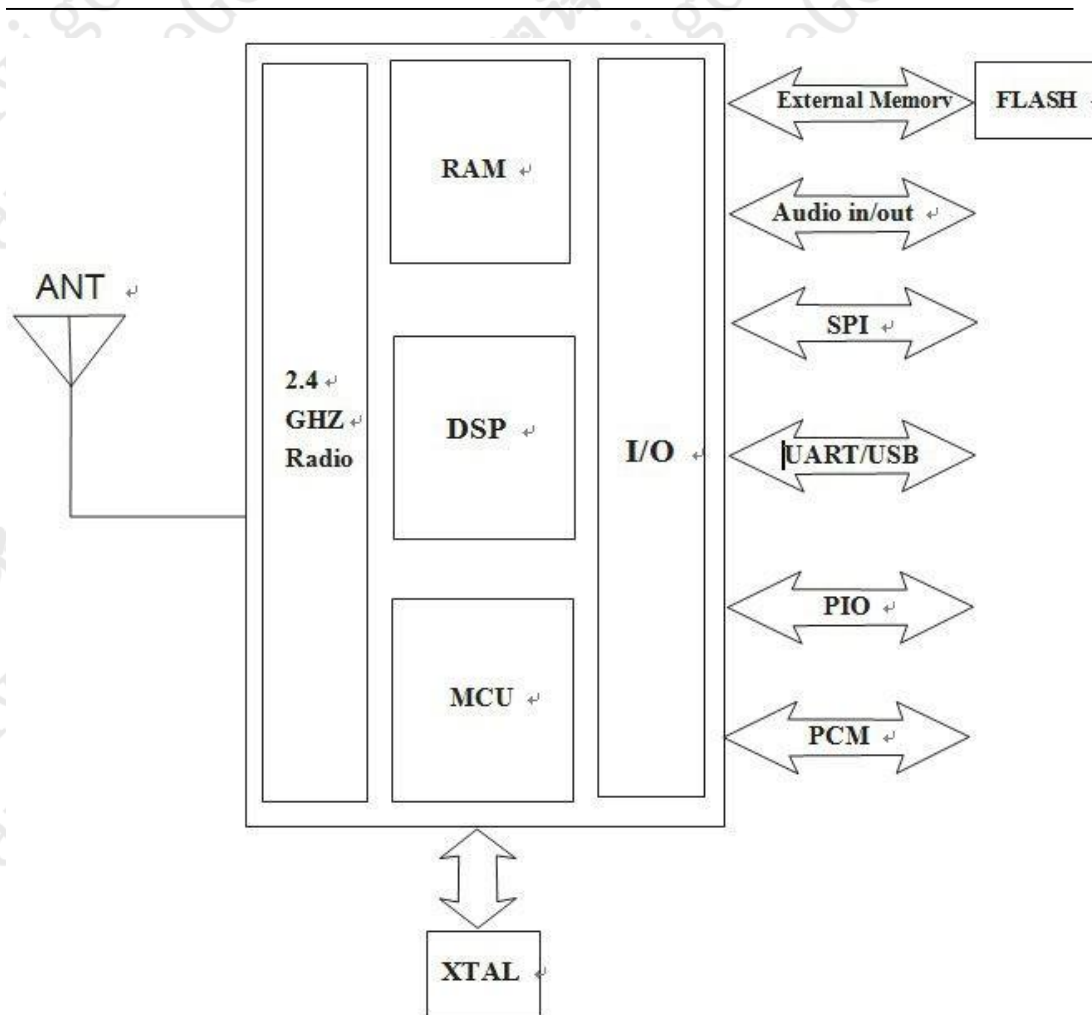 External Memory
FLASH
RAM
Audio in/out
ANT
SPI
2.4
GHZ
Radio
DSP
I/O
UART/USB
PIO
MCU
PCM
XTAL